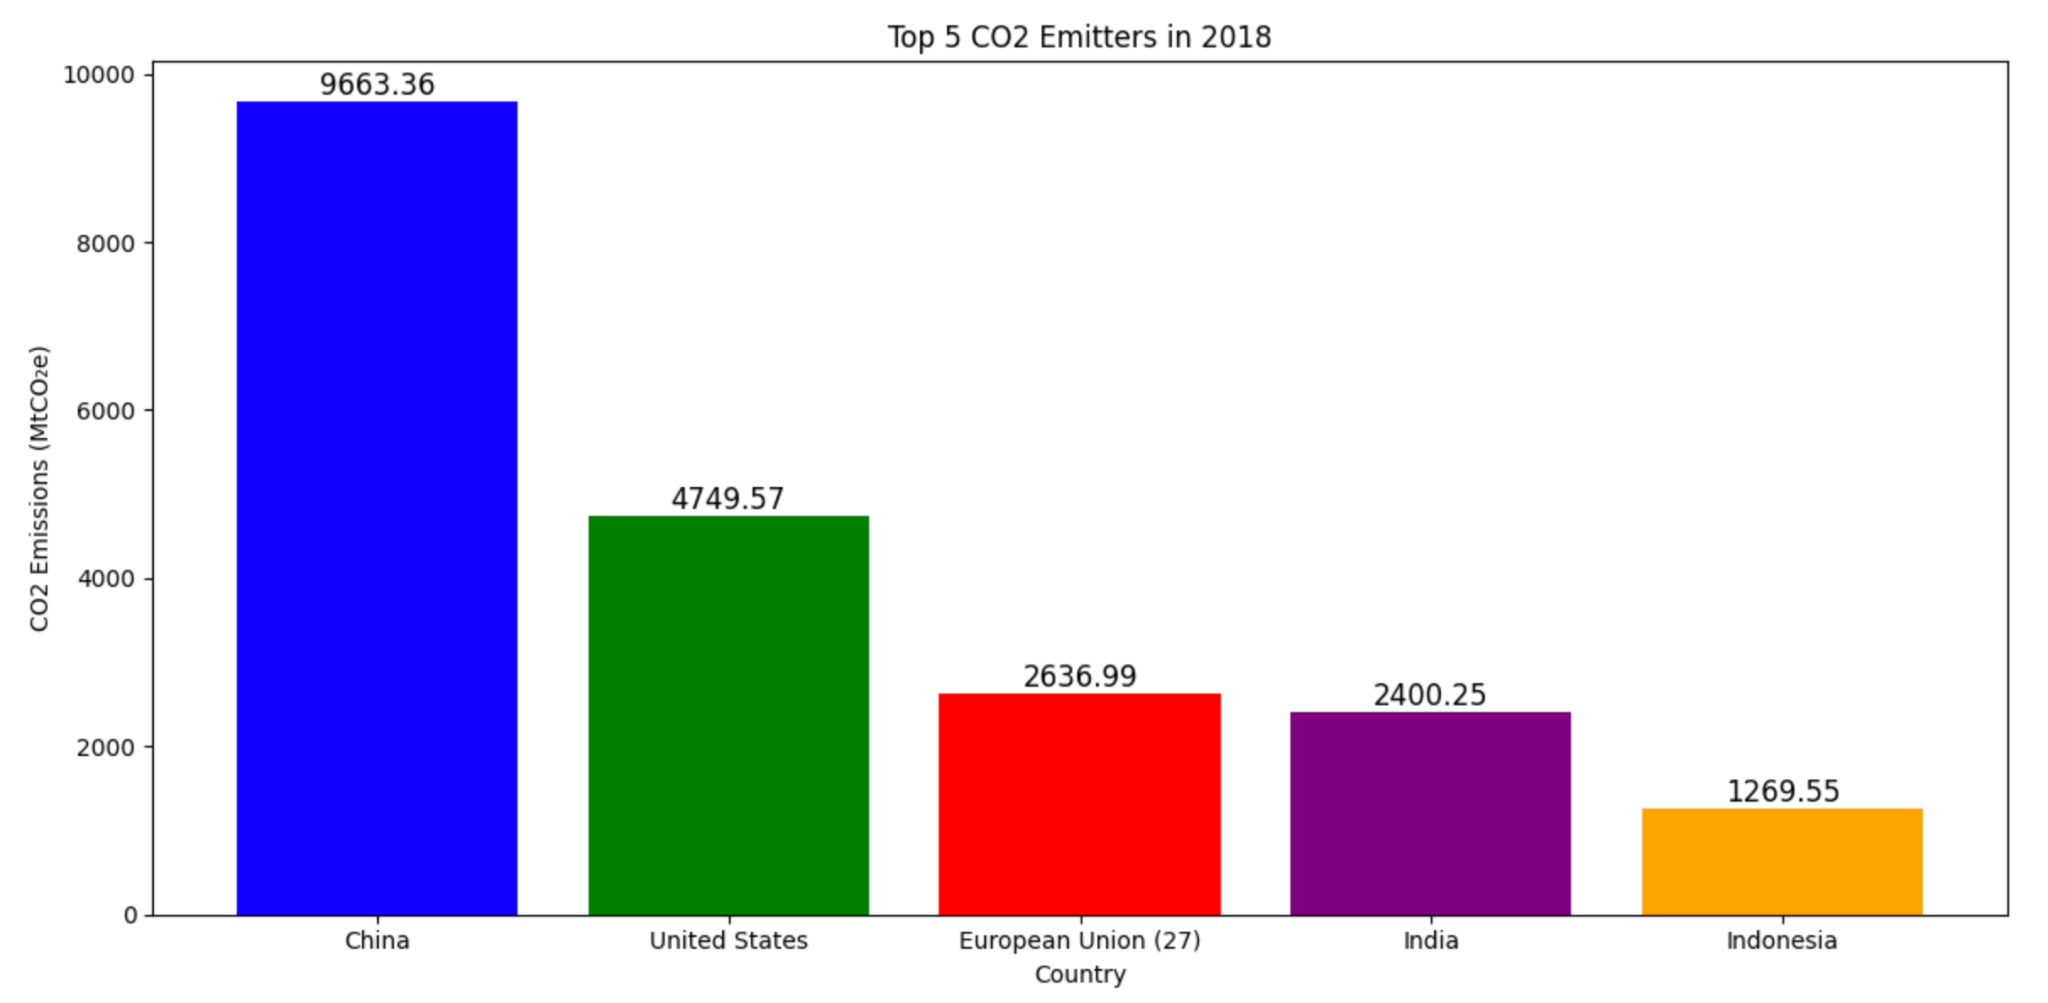 Top 5 CO2 Emitters in 2018
CO2 Emissions (MtCO₂e)
10000
8000
6000
4000
2000
0
9663.36
4749.57
2636.99
2400.25
1269.55
China
United States
European Union (27)
India
Indonesia
Country